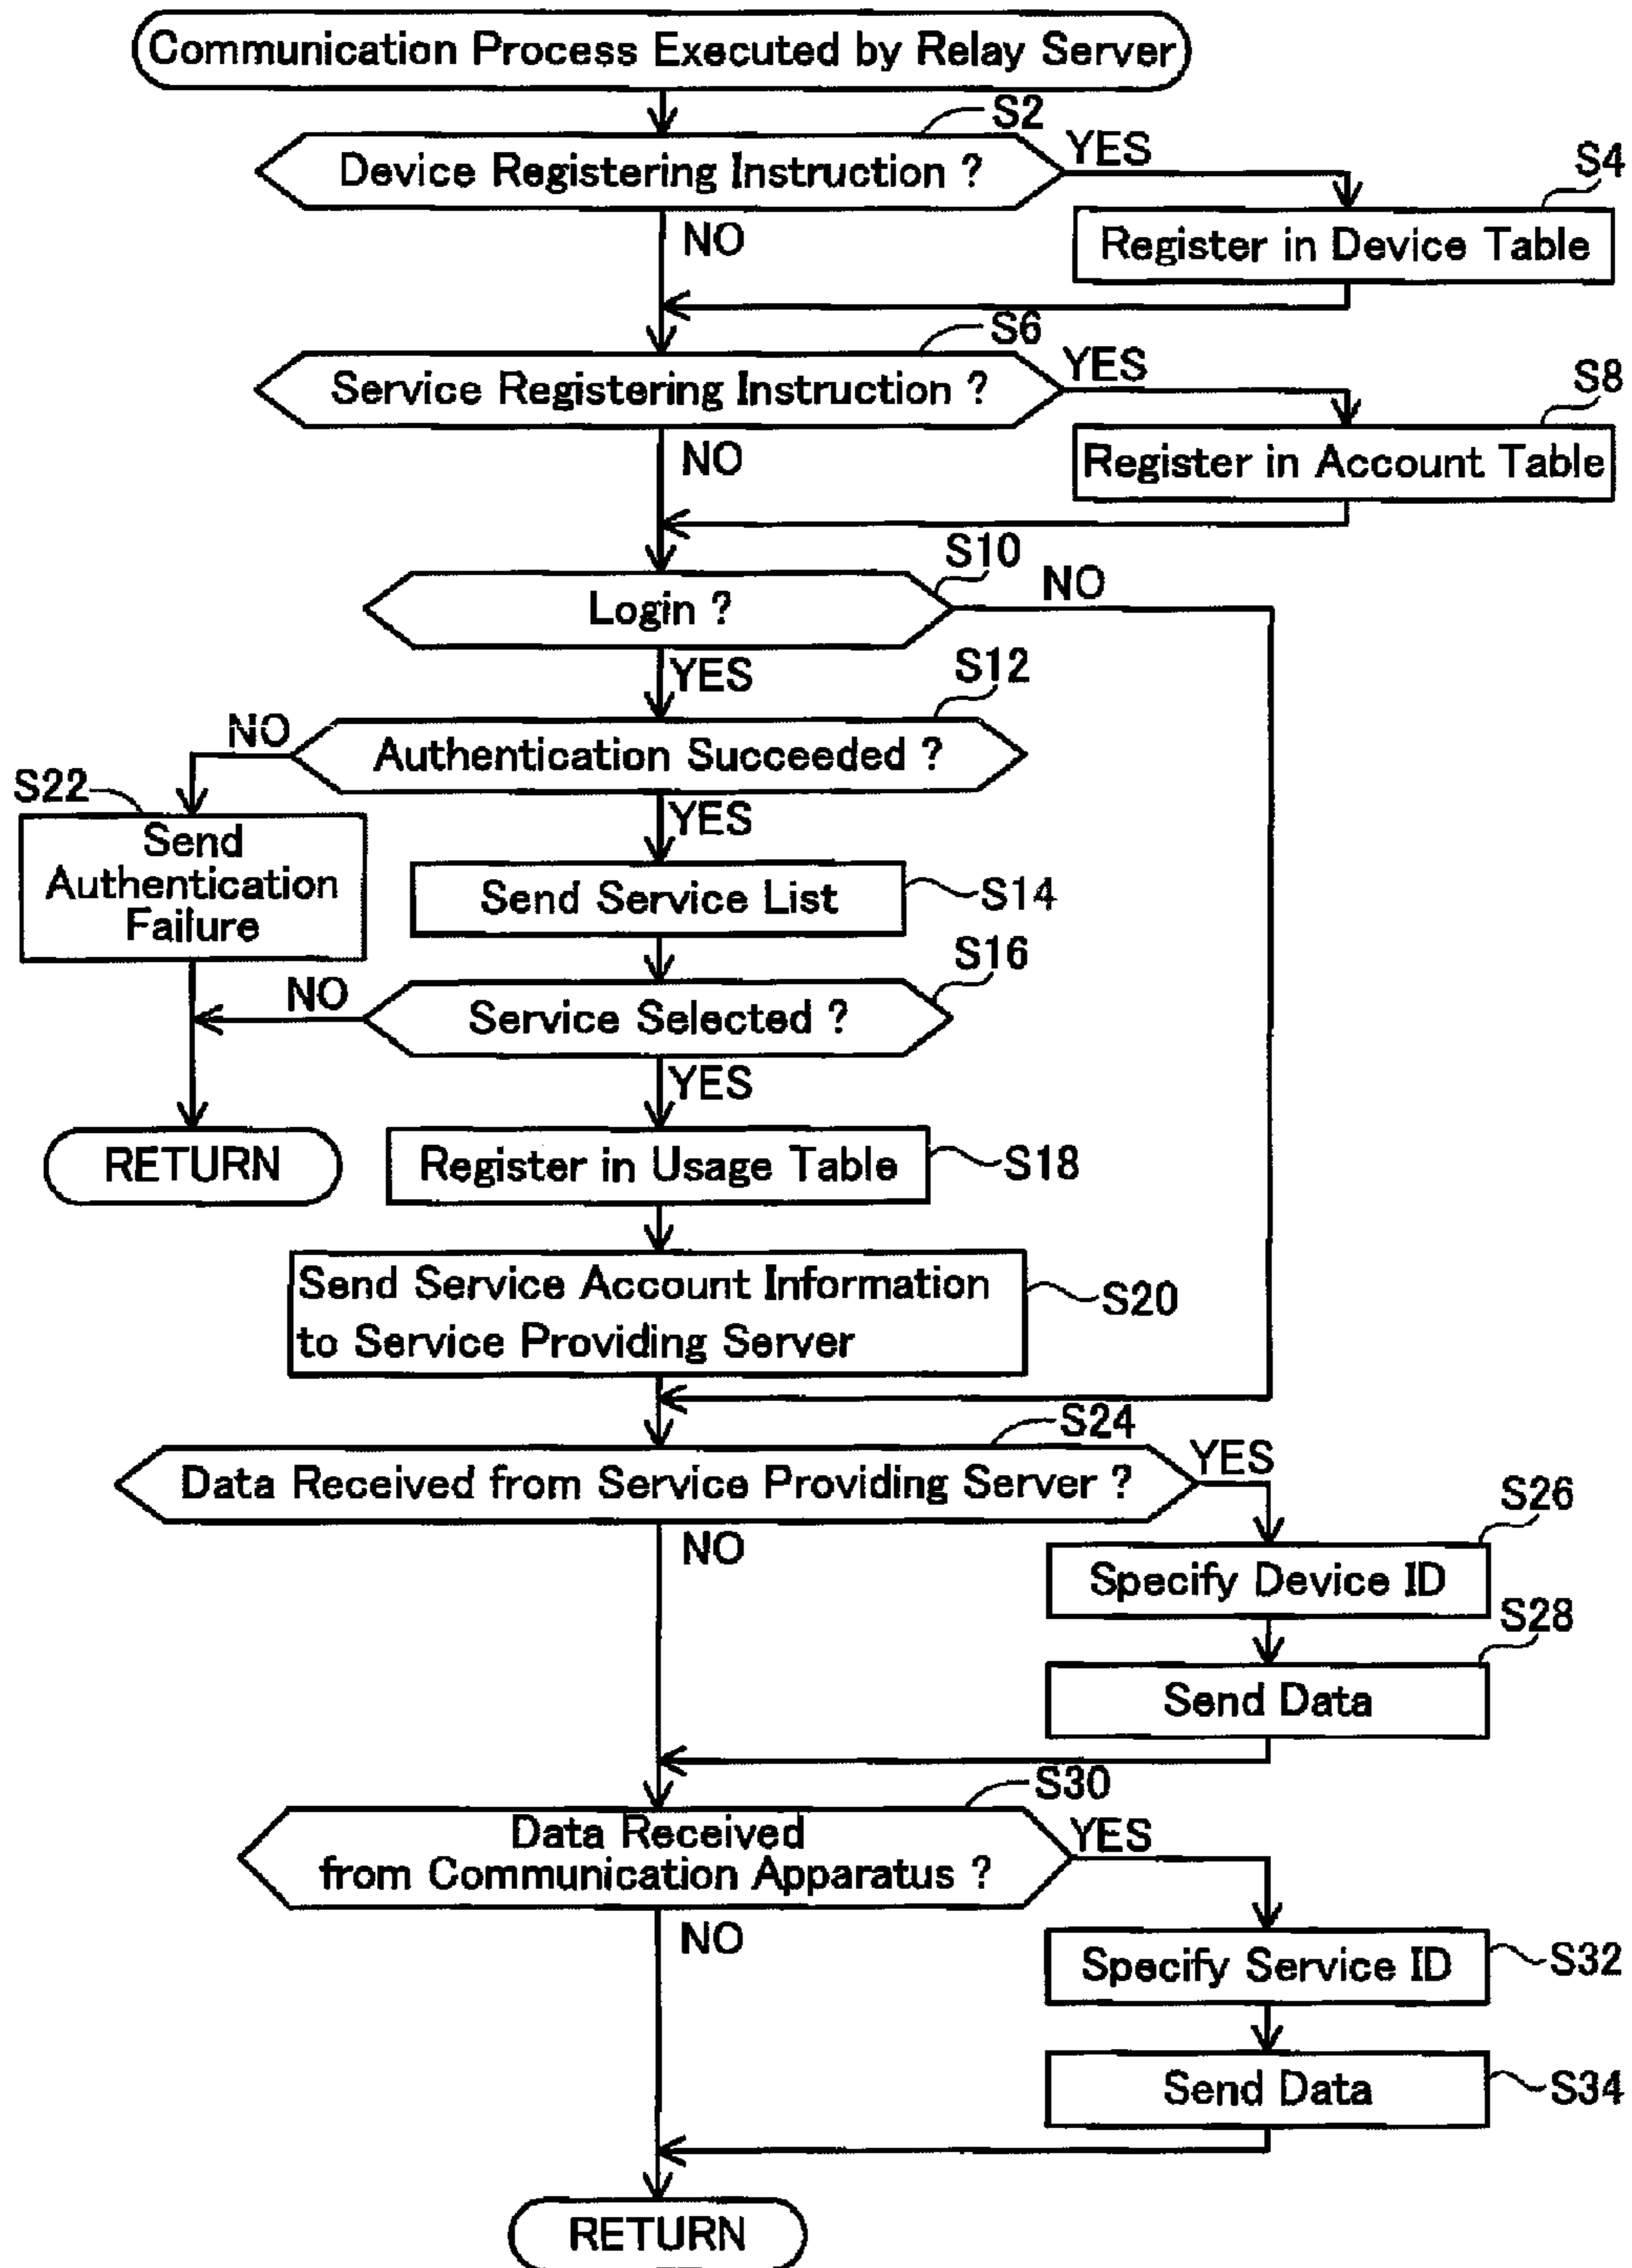 Communication Process Executed by Relay Server
S2
Device Registering Instruction ?
YES
S4
NO
Register in Device Table
S6
Service Registering Instruction ?
YES
S8
NO
Register in Account Table
S10
Login ?
NO
YES
S12
NO
Authentication Succeeded ?
S22
YES
Send
Authentication
Failure
Send Service List
S14
S16
NO
Service Selected ?
YES
RETURN
Register in Usage Table
S18
Send Service Account Information
to Service Providing Server
S20
S24
Data Received from Service Providing Server ?
YES
S26
NO
Specify Device ID
S28
Send Data
S30
Data Received
from Communication Apparatus ?
YES
NO
Specify Service ID
S32
Send Data
S34
RETURN